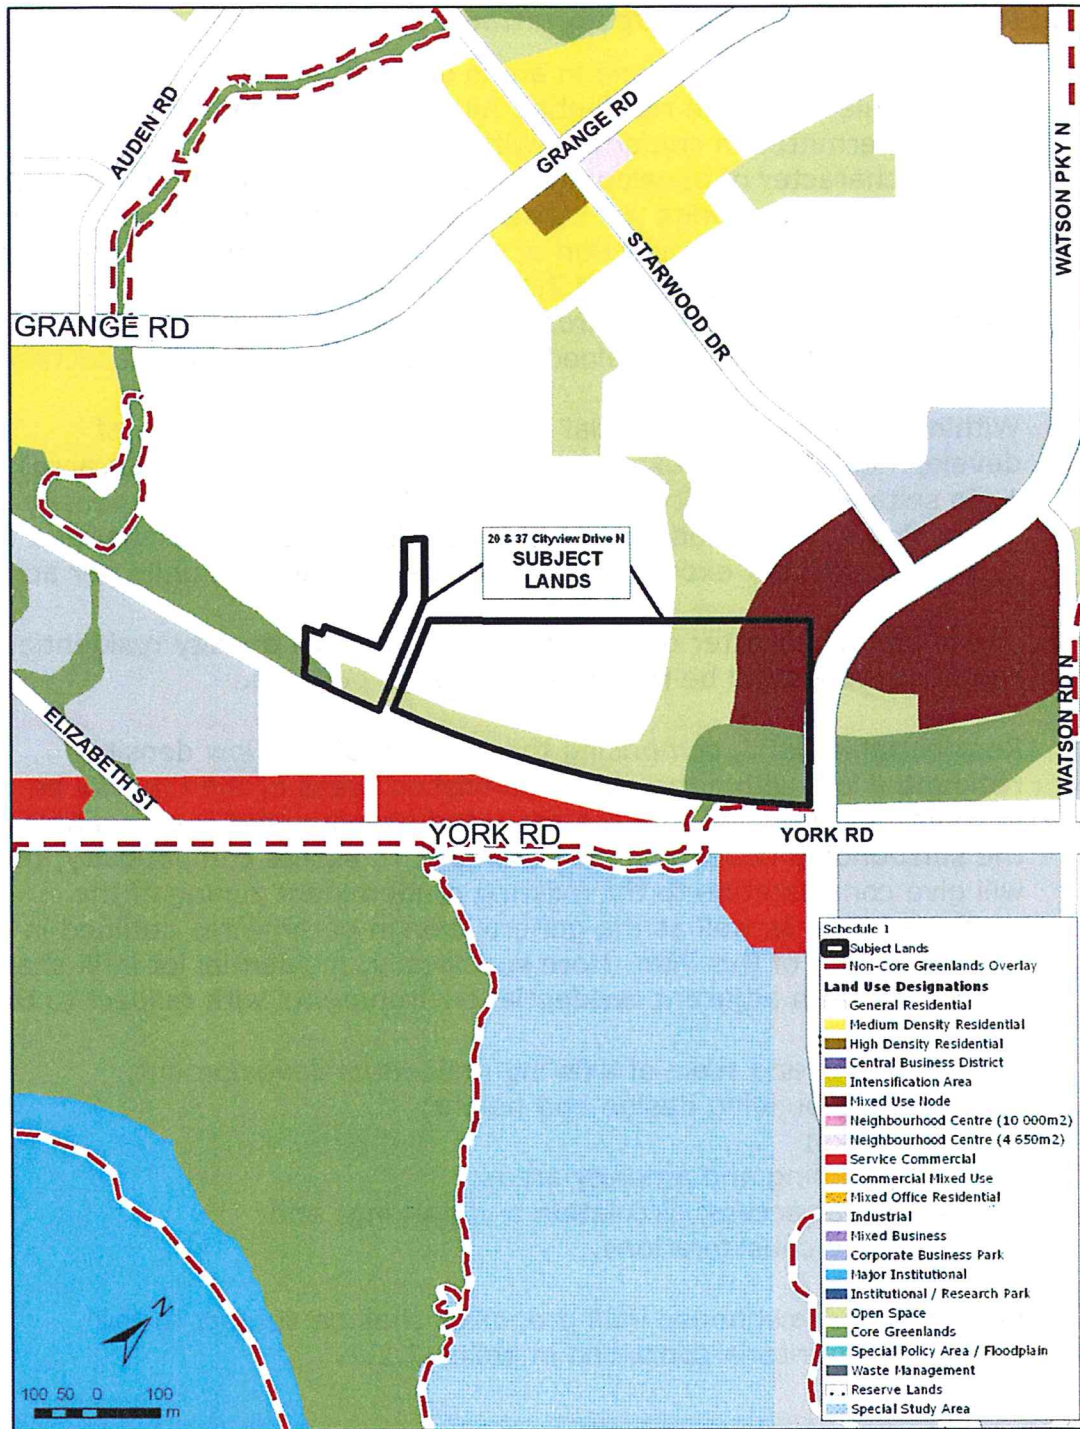 AUDEN RD
GRANGE RD
WATSON PKY N
STARWOOD DR
GRANGE RD
20 & 37 Cityview Drive N
SUBJECT
LANDS
ELIZABETH ST
WATSON RD N
YORK RD
YORK RD
Schedule 1
Subject Lands
Non-Core Greenlands Overlay
Land Use Designations
General Residential
Medium Density Residential
High Density Residential
Central Business District
Intensification Area
Mixed Use Node
Neighbourhood Centre (10 000m2)
Neighbourhood Centre (4 650m2)
Service Commercial
Commercial Mixed Use
Mixed Office Residential
Industrial
Mixed Business
Corporate Business Park
Major Institutional
Institutional / Research Park
Open Space
Core Greenlands
Special Policy Area / Floodplain
Waste Management
Reserve Lands
Special Study Area
N
100 50 0 100
m